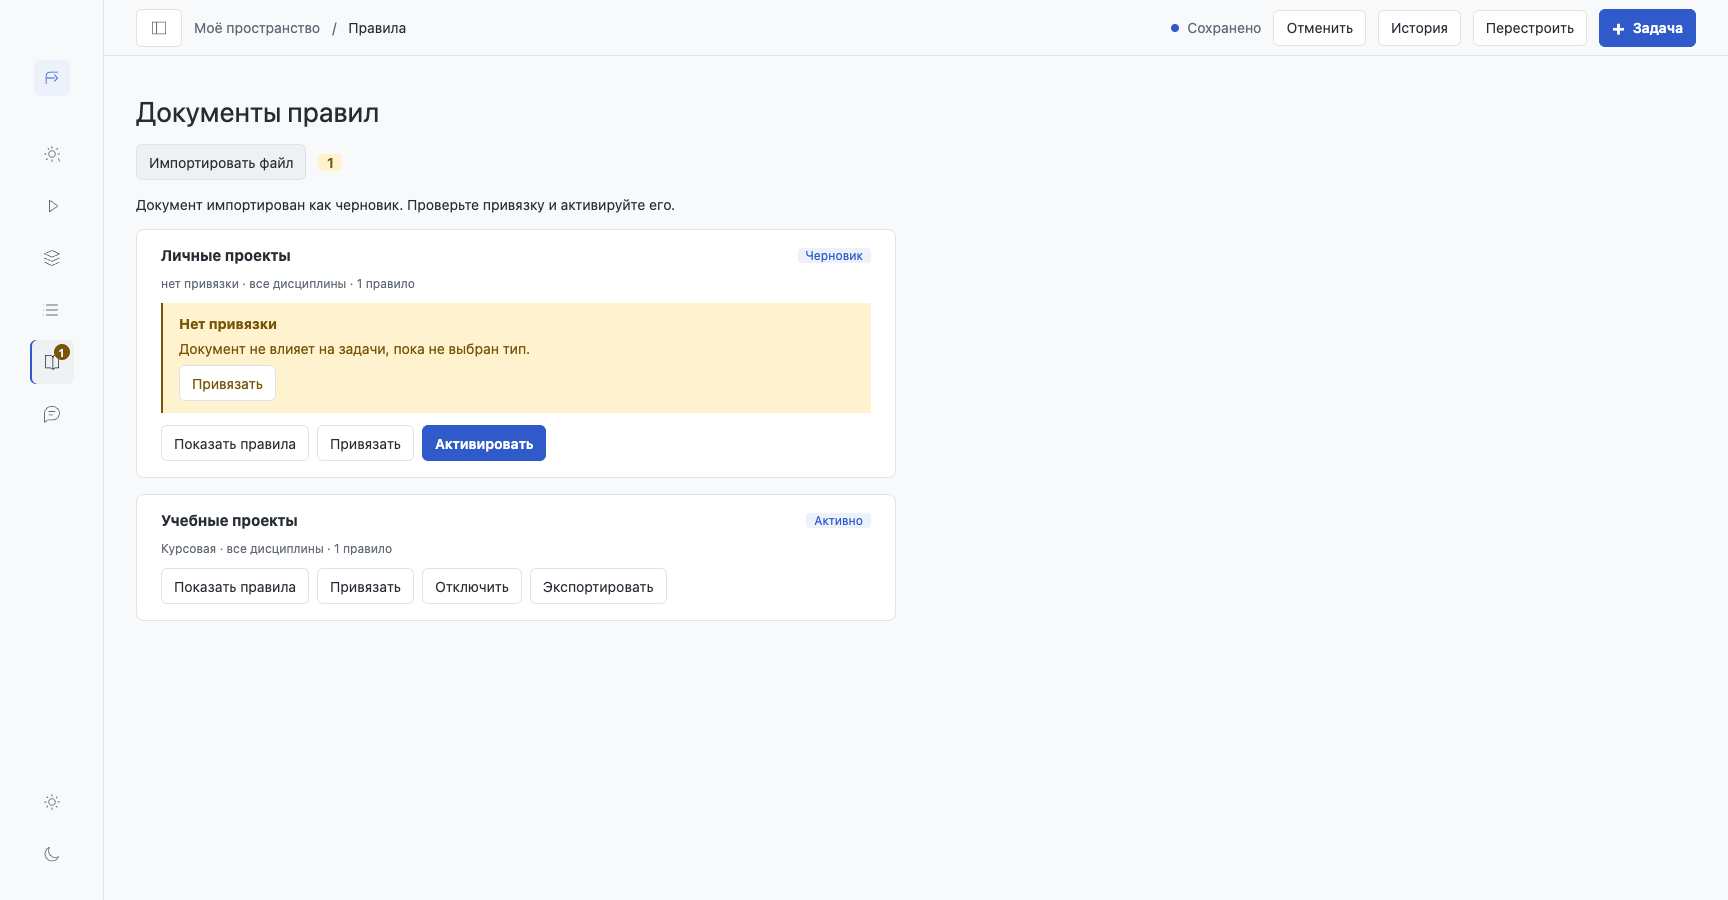 Моё пространство / Правила
Сохранено
Отменить
История
Перестроить
+ Задача
Документы правил
Импортировать файл
1
Документ импортирован как черновик. Проверьте привязку и активируйте его.
Личные проекты
Черновик
нет привязки · все дисциплины · 1 правило
Нет привязки
Документ не влияет на задачи, пока не выбран тип.
1
Привязать
Показать правила
Привязать
Активировать
Учебные проекты
Активно
Курсовая · все дисциплины · 1 правило
Показать правила
Привязать
Отключить
Экспортировать